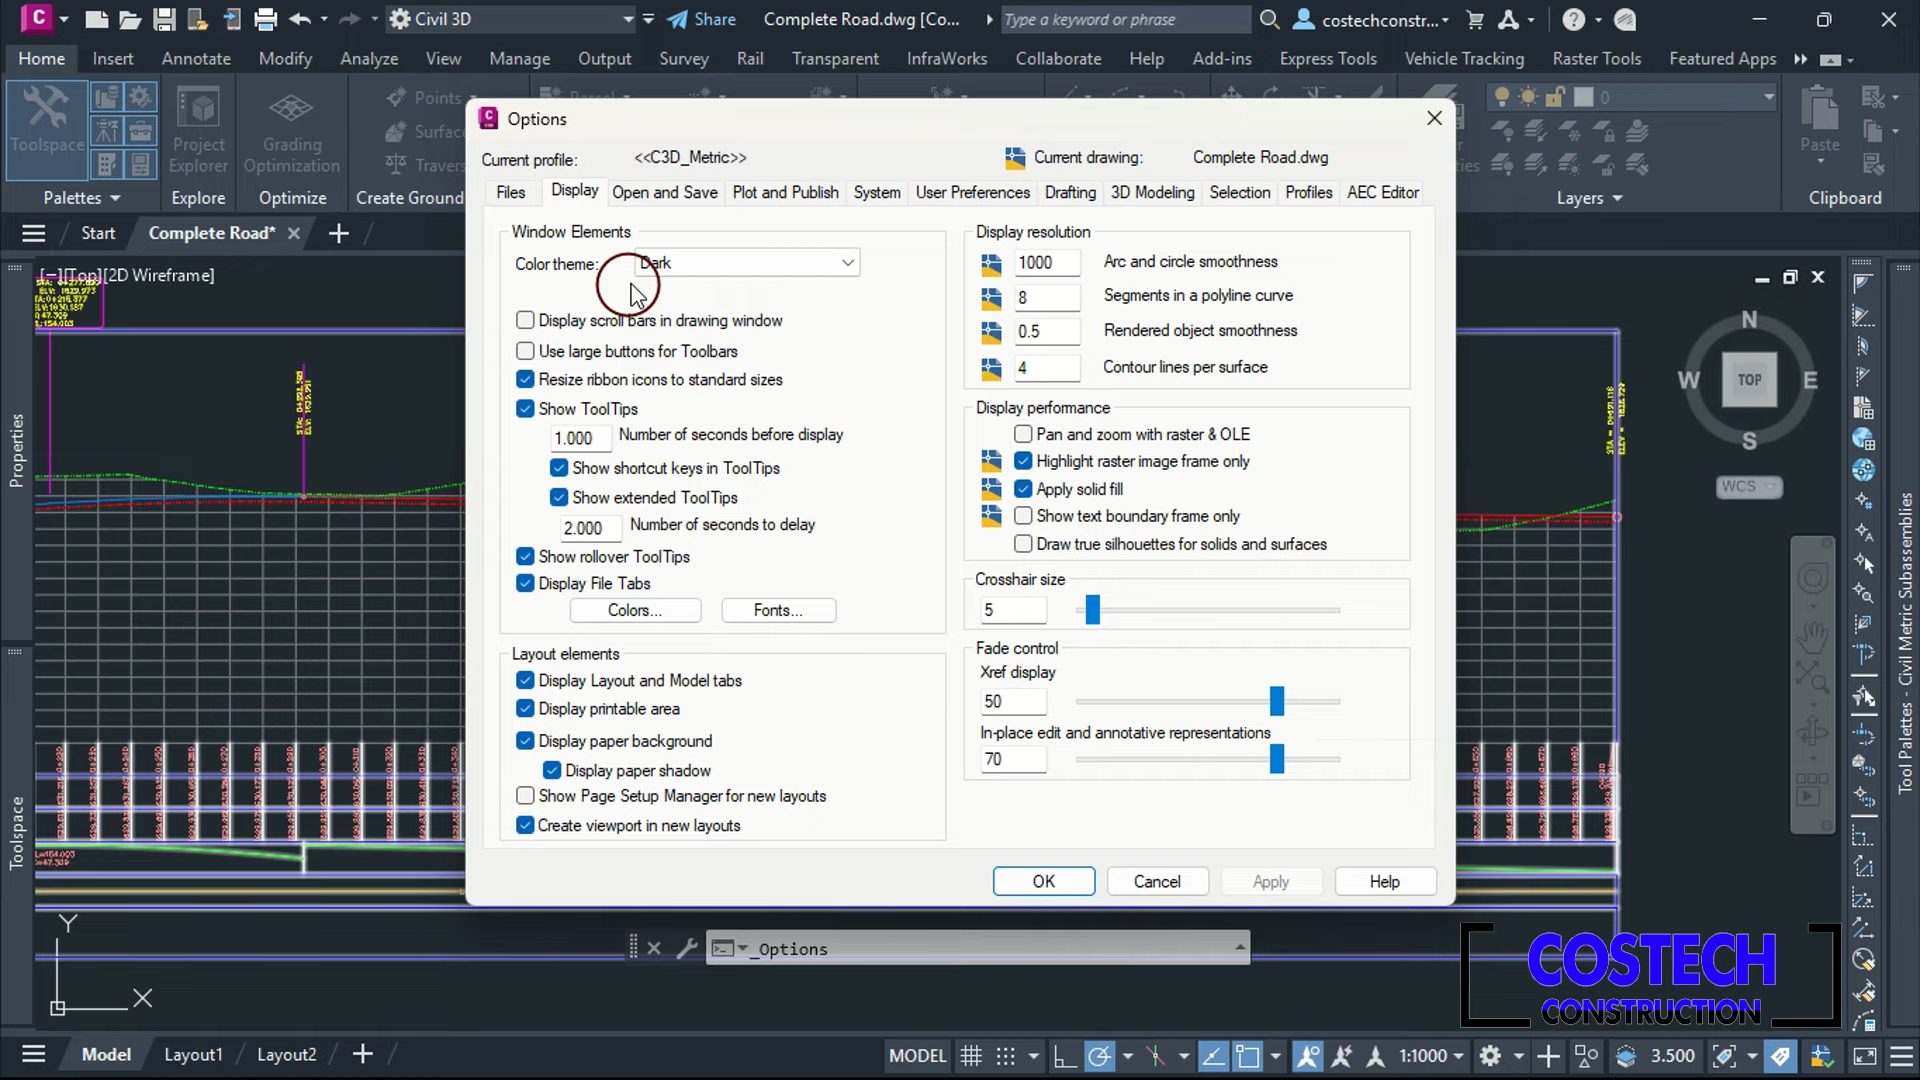 Civil 3D
Share
Complete Road.dwg [Co...
Type a keyword or phrase
costechconstr...
Home
Insert
Annotate
Modify
Analyze
View
Manage
Output
Survey
Rail
Transparent
InfraWorks
Collaborate
Help
Add-ins
Express Tools
Vehicle Tracking
Raster Tools
Featured Apps
Toolspace
Project
Explorer
Grading
Optimization
Points
Surfac
Travers
0
Paste
Palettes
Explore
Optimize
Create Ground
Layers
Clipboard
Start
Complete Road*
[−][Top][2D Wireframe]
Options
Current profile:
<<C3D_Metric>>
Current drawing:
Complete Road.dwg
Files
Display
Open and Save
Plot and Publish
System
User Preferences
Drafting
3D Modeling
Selection
Profiles
AEC Editor
Window Elements
Color theme:
Dark
Display scroll bars in drawing window
Use large buttons for Toolbars
Resize ribbon icons to standard sizes
Show ToolTips
1.000
Number of seconds before display
Show shortcut keys in ToolTips
Show extended ToolTips
2.000
Number of seconds to delay
Show rollover ToolTips
Display File Tabs
Colors...
Fonts...
Layout elements
Display Layout and Model tabs
Display printable area
Display paper background
Display paper shadow
Show Page Setup Manager for new layouts
Create viewport in new layouts
Display resolution
1000
Arc and circle smoothness
8
Segments in a polyline curve
0.5
Rendered object smoothness
4
Contour lines per surface
Display performance
Pan and zoom with raster & OLE
Highlight raster image frame only
Apply solid fill
Show text boundary frame only
Draw true silhouettes for solids and surfaces
Crosshair size
5
Fade control
Xref display
50
In-place edit and annotative representations
70
OK
Cancel
Apply
Help
N
W
TOP
E
S
WCS
Properties
Toolspace
Tool Palettes - Civil Metric Subassemblies
Y
X
_Options
COSTECH
CONSTRUCTION
Model
Layout1
Layout2
MODEL
1:1000
3.500